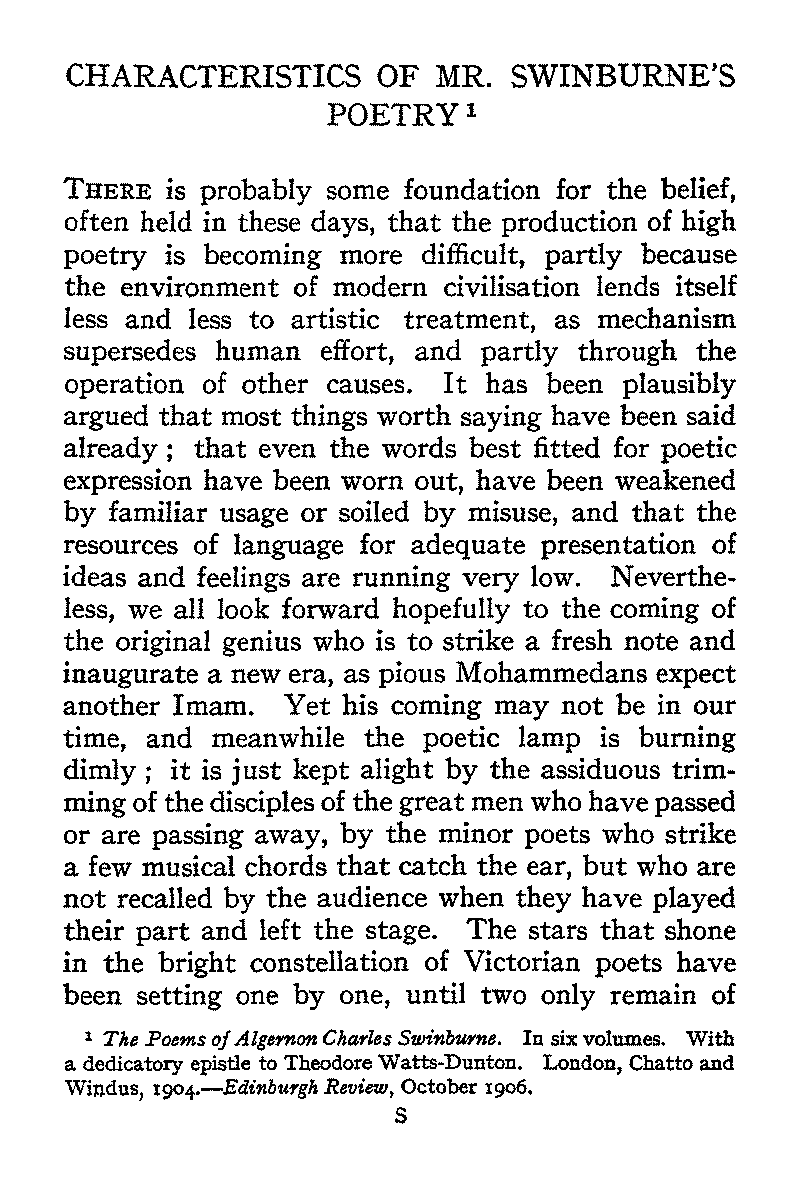 CHARACTERISTICS OF MR. SWINBURNE'S
POETRY ¹
THERE is probably some foundation for the belief,
often held in these days, that the production of high
poetry is becoming more difficult, partly because
the environment of modern civilisation lends itself
less and less to artistic treatment, as mechanism
supersedes human effort, and partly through the
operation of other causes. It has been plausibly
argued that most things worth saying have been said
already ; that even the words best fitted for poetic
expression have been worn out, have been weakened
by familiar usage or soiled by misuse, and that the
resources of language for adequate presentation of
ideas and feelings are running very low. Neverthe-
less, we all look forward hopefully to the coming of
the original genius who is to strike a fresh note and
inaugurate a new era, as pious Mohammedans expect
another Imam. Yet his coming may not be in our
time, and meanwhile the poetic lamp is burning
dimly ; it is just kept alight by the assiduous trim-
ming of the disciples of the great men who have passed
or are passing away, by the minor poets who strike
a few musical chords that catch the ear, but who are
not recalled by the audience when they have played
their part and left the stage. The stars that shone
in the bright constellation of Victorian poets have
been setting one by one, until two only remain of
¹ The Poems of Algernon Charles Swinburne. In six volumes. With
a dedicatory epistle to Theodore Watts-Dunton. London, Chatto and
Windus, 1904.—Edinburgh Review, October 1906.
S